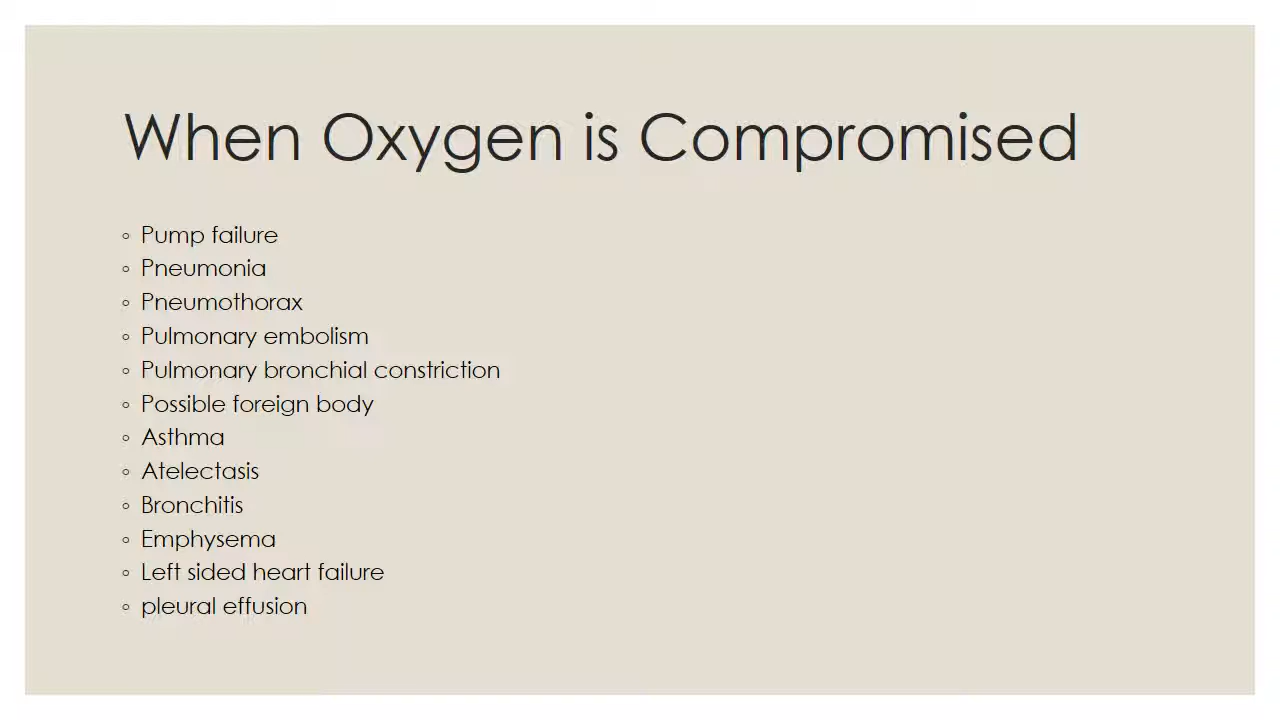 When Oxygen is Compromised
◦ Pump failure
◦ Pneumonia
◦ Pneumothorax
◦ Pulmonary embolism
◦ Pulmonary bronchial constriction
◦ Possible foreign body
◦ Asthma
◦ Atelectasis
◦ Bronchitis
◦ Emphysema
◦ Left sided heart failure
◦ pleural effusion